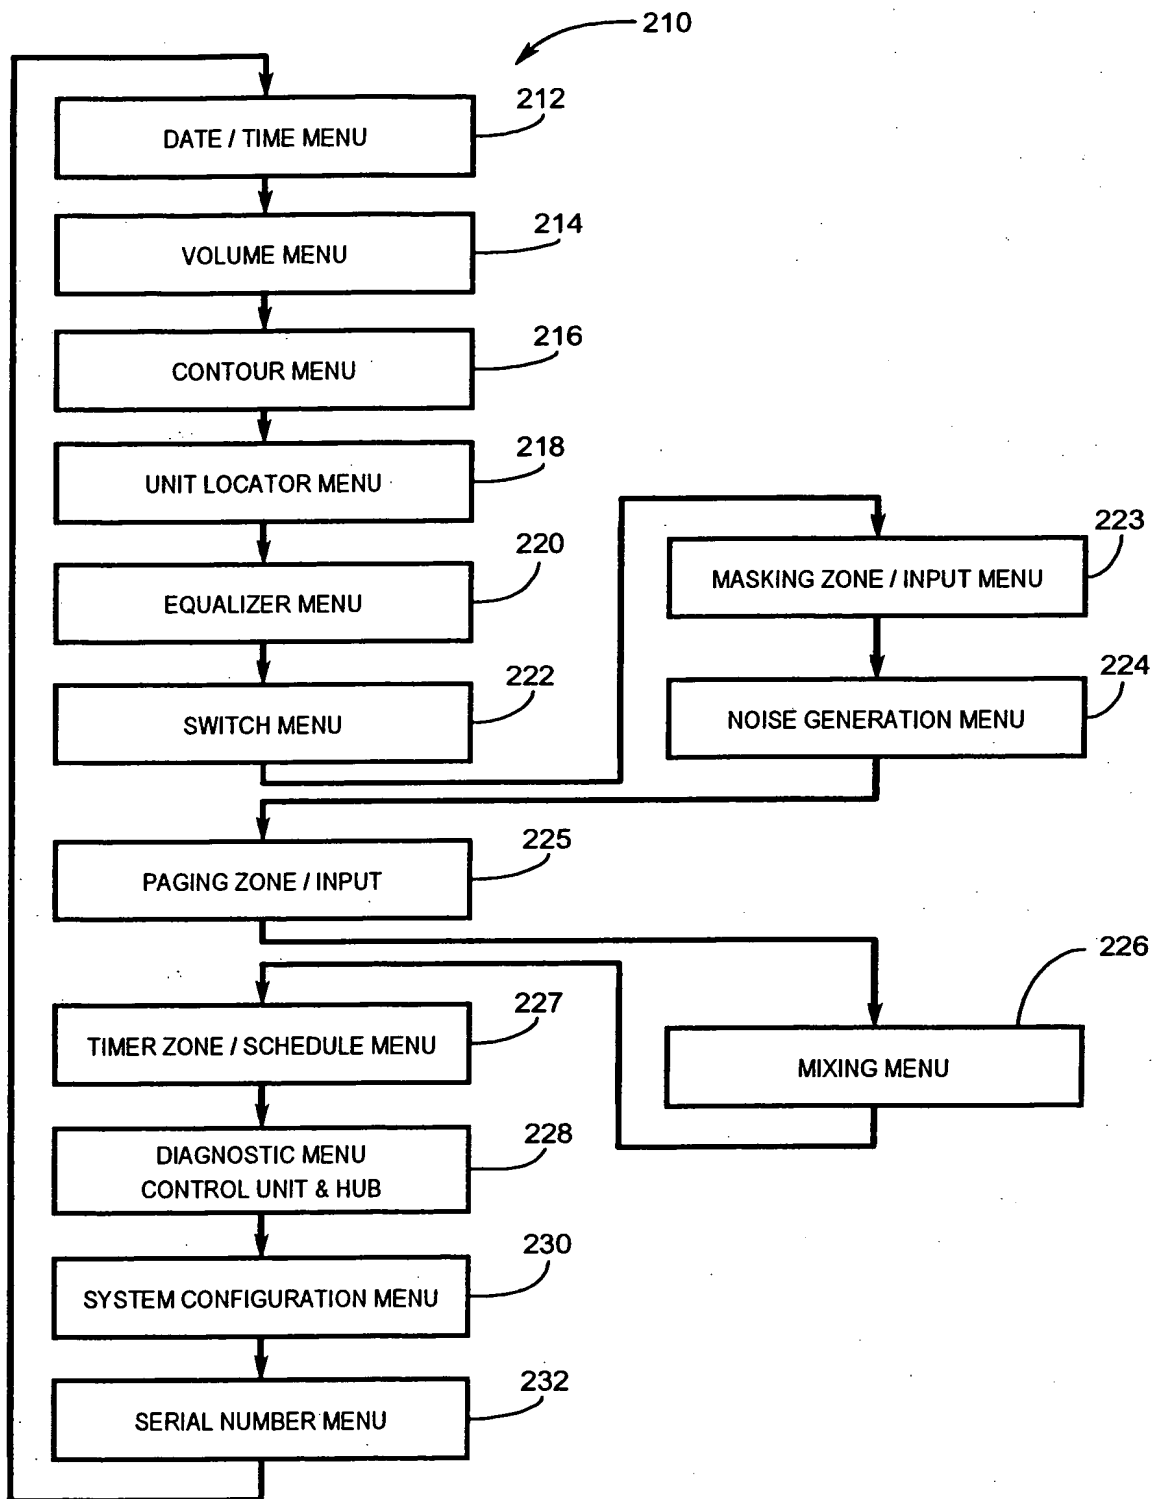 210
212
DATE / TIME MENU
214
VOLUME MENU
216
CONTOUR MENU
218
UNIT LOCATOR MENU
220
EQUALIZER MENU
222
SWITCH MENU
223
MASKING ZONE / INPUT MENU
224
NOISE GENERATION MENU
225
PAGING ZONE / INPUT
226
MIXING MENU
227
TIMER ZONE / SCHEDULE MENU
228
DIAGNOSTIC MENU
CONTROL UNIT & HUB
230
SYSTEM CONFIGURATION MENU
232
SERIAL NUMBER MENU